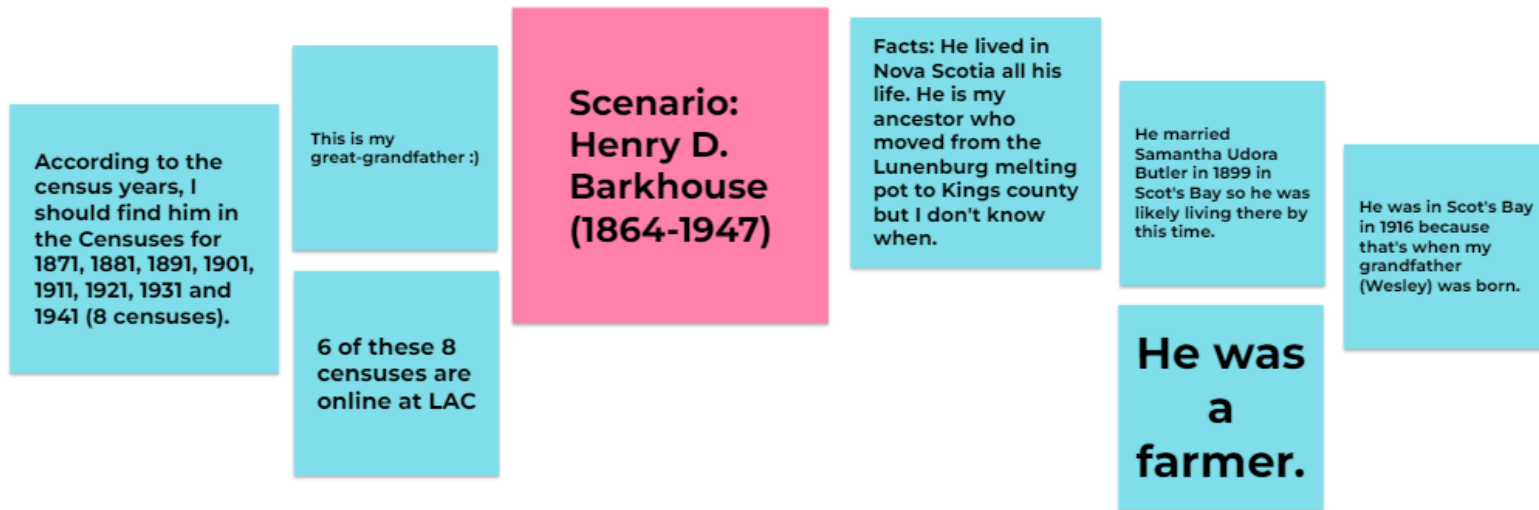 According to the
census years, I
should find him in
the Censuses for
1871, 1881, 1891, 1901,
1911, 1921, 1931 and
1941 (8 censuses).
This is my
great-grandfather :)
6 of these 8
censuses are
online at LAC
Scenario:
Henry D.
Barkhouse
(1864-1947)
Facts: He lived in
Nova Scotia all his
life. He is my
ancestor who
moved from the
Lunenburg melting
pot to Kings county
but I don't know
when.
He married
Samantha Udora
Butler in 1899 in
Scot's Bay so he was
likely living there by
this time.
He was
a
farmer.
He was in Scot's Bay
in 1916 because
that's when my
grandfather
(Wesley) was born.